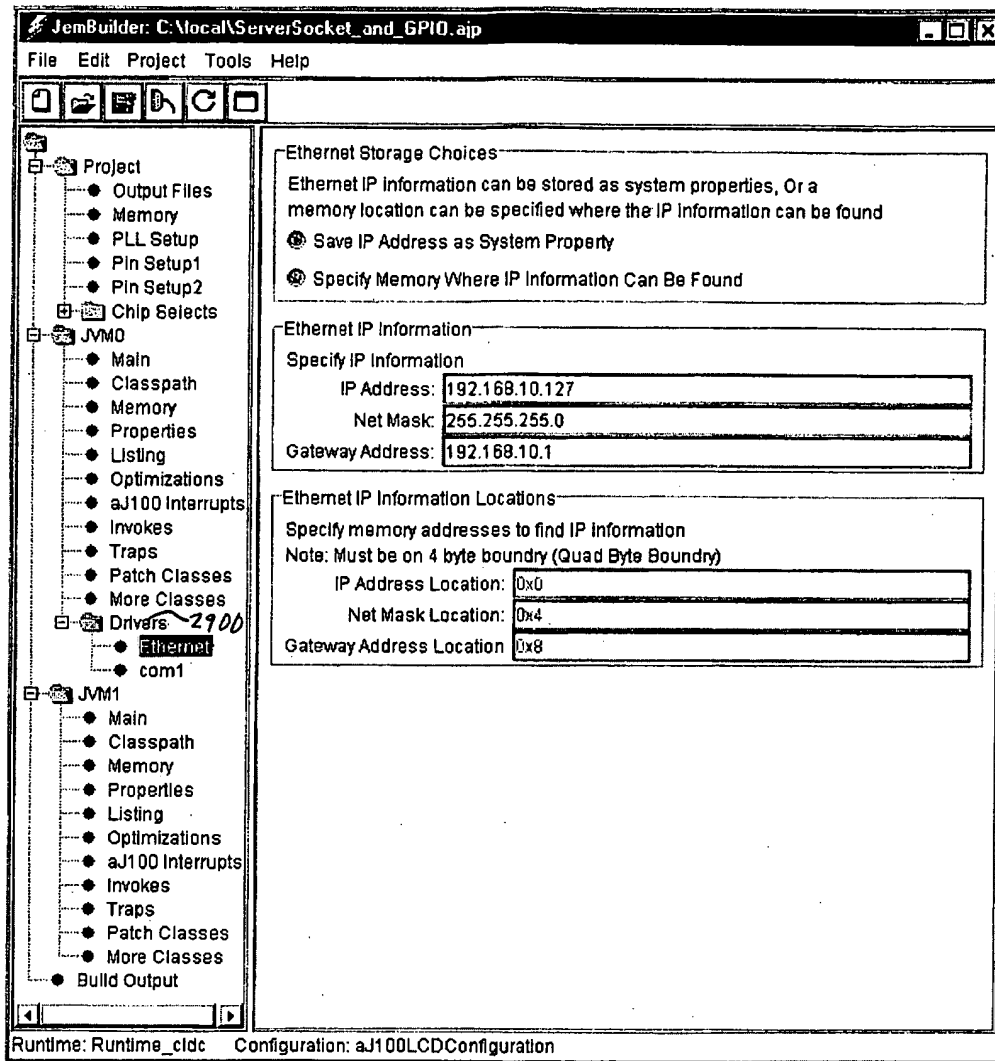 JemBuilder: C:\local\ServerSocket_and_GPIO.ajp
File Edit Project Tools Help
Project
Output Files
Memory
PLL Setup
Pin Setup1
Pin Setup2
Chip Selects
JVM0
Main
Classpath
Memory
Properties
Listing
Optimizations
aJ100 Interrupts
Invokes
Traps
Patch Classes
More Classes
Drivers 2900
Ethernet
com1
JVM1
Main
Classpath
Memory
Properties
Listing
Optimizations
aJ100 Interrupts
Invokes
Traps
Patch Classes
More Classes
Build Output
Ethernet Storage Choices
Ethernet IP Information can be stored as system properties, Or a
memory location can be specified where the IP Information can be found
Save IP Address as System Property
Specify Memory Where IP Information Can Be Found
Ethernet IP Information
Specify IP Information
IP Address: 192.168.10.127
Net Mask: 255.255.255.0
Gateway Address: 192.168.10.1
Ethernet IP Information Locations
Specify memory addresses to find IP information
Note: Must be on 4 byte boundry (Quad Byte Boundry)
IP Address Location: 0x0
Net Mask Location: 0x4
Gateway Address Location 0x8
Runtime: Runtime_cldc Configuration: aJ100LCDConfiguration